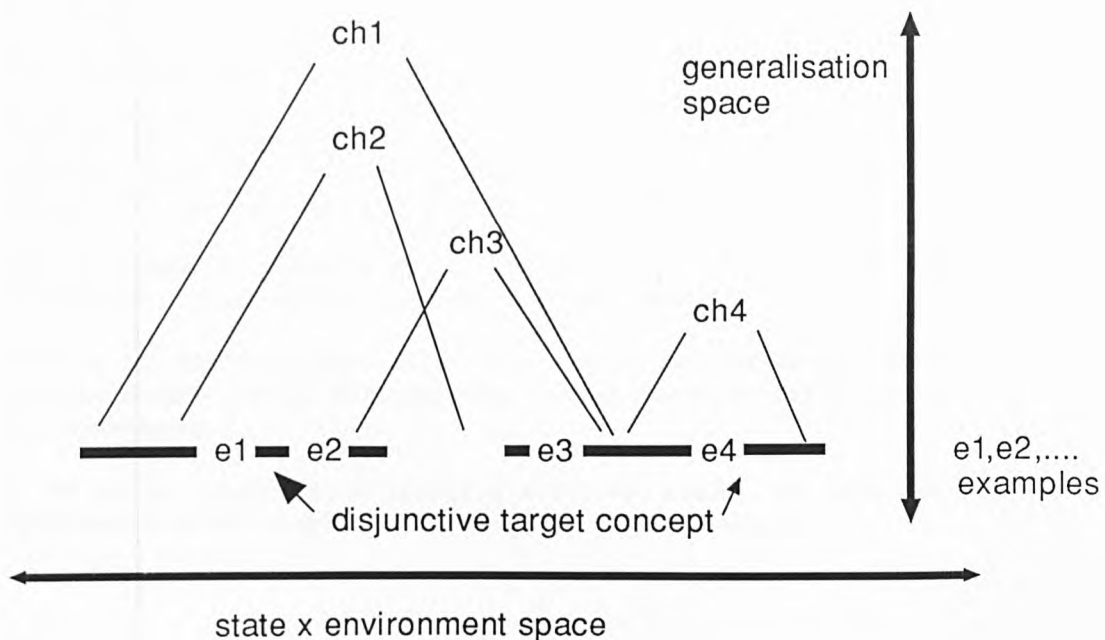 ch1
generalisation
space
ch2
ch3
ch4
e1 e2 e3 e4
e1,e2,....
examples
disjunctive target concept
state x environment space